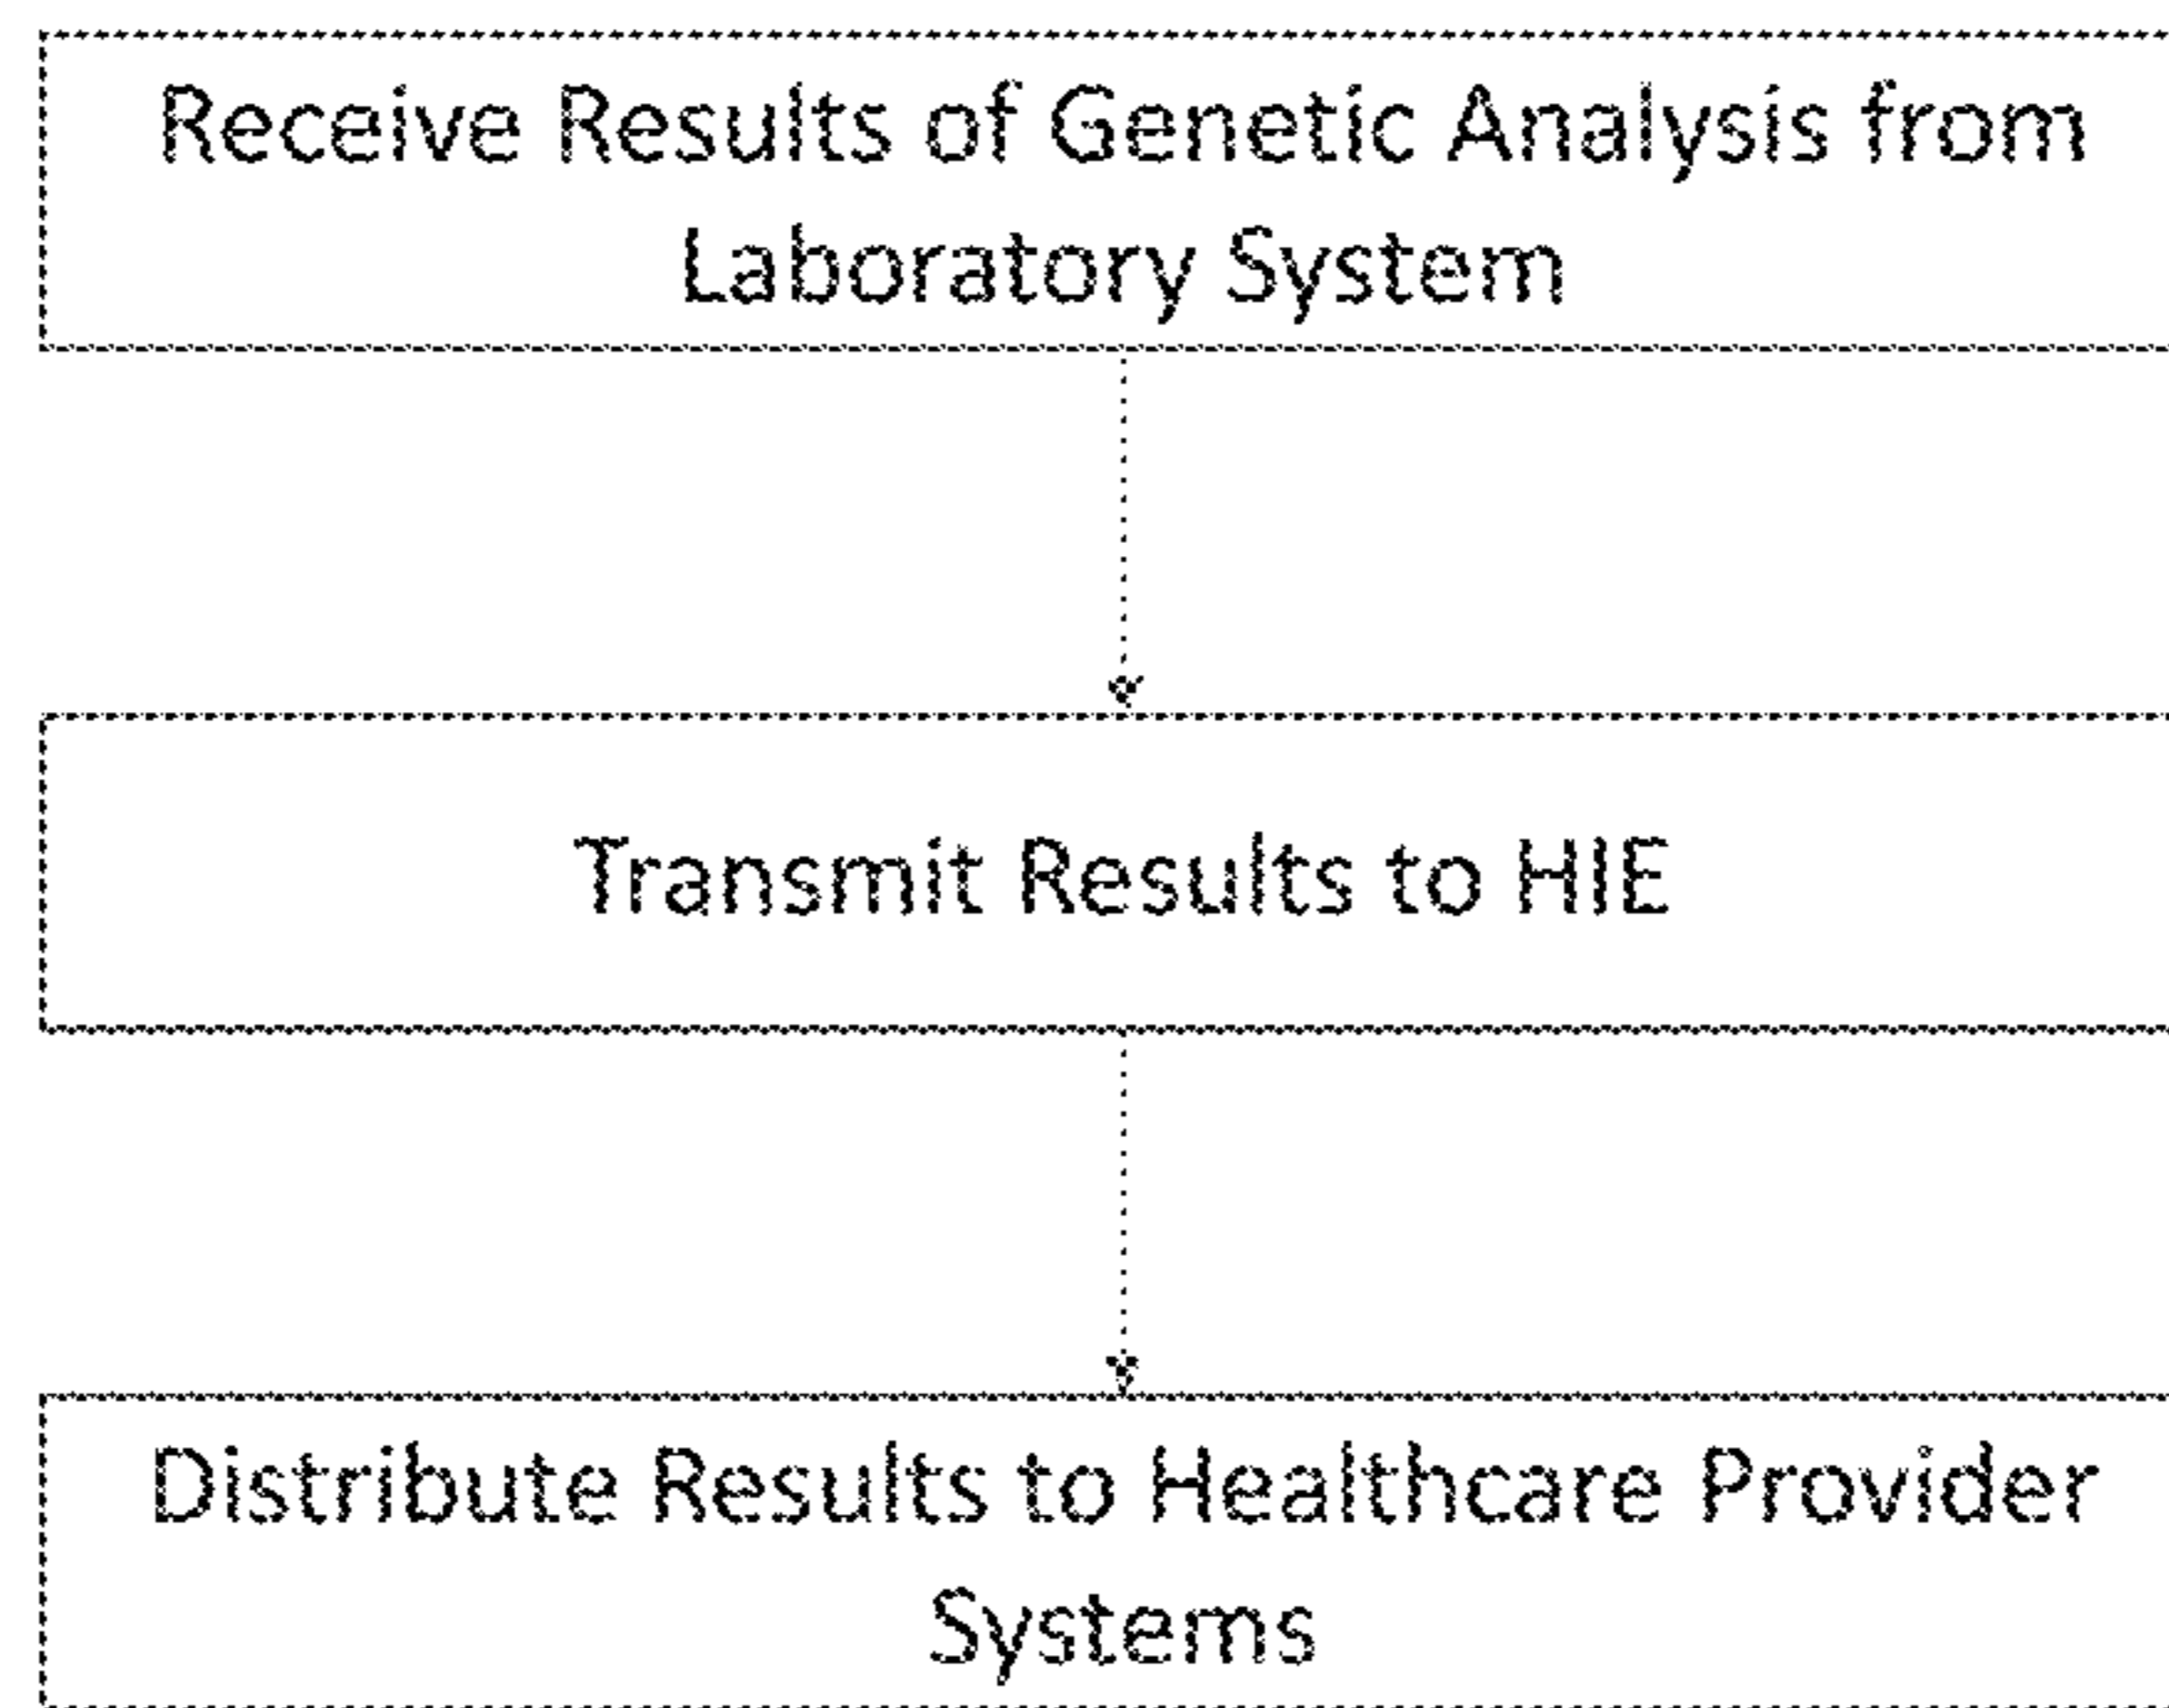 Receive Results of Genetic Analysis from
Laboratory System
Transmit Results to HIE
Distribute Results to Healthcare Provider
Systems